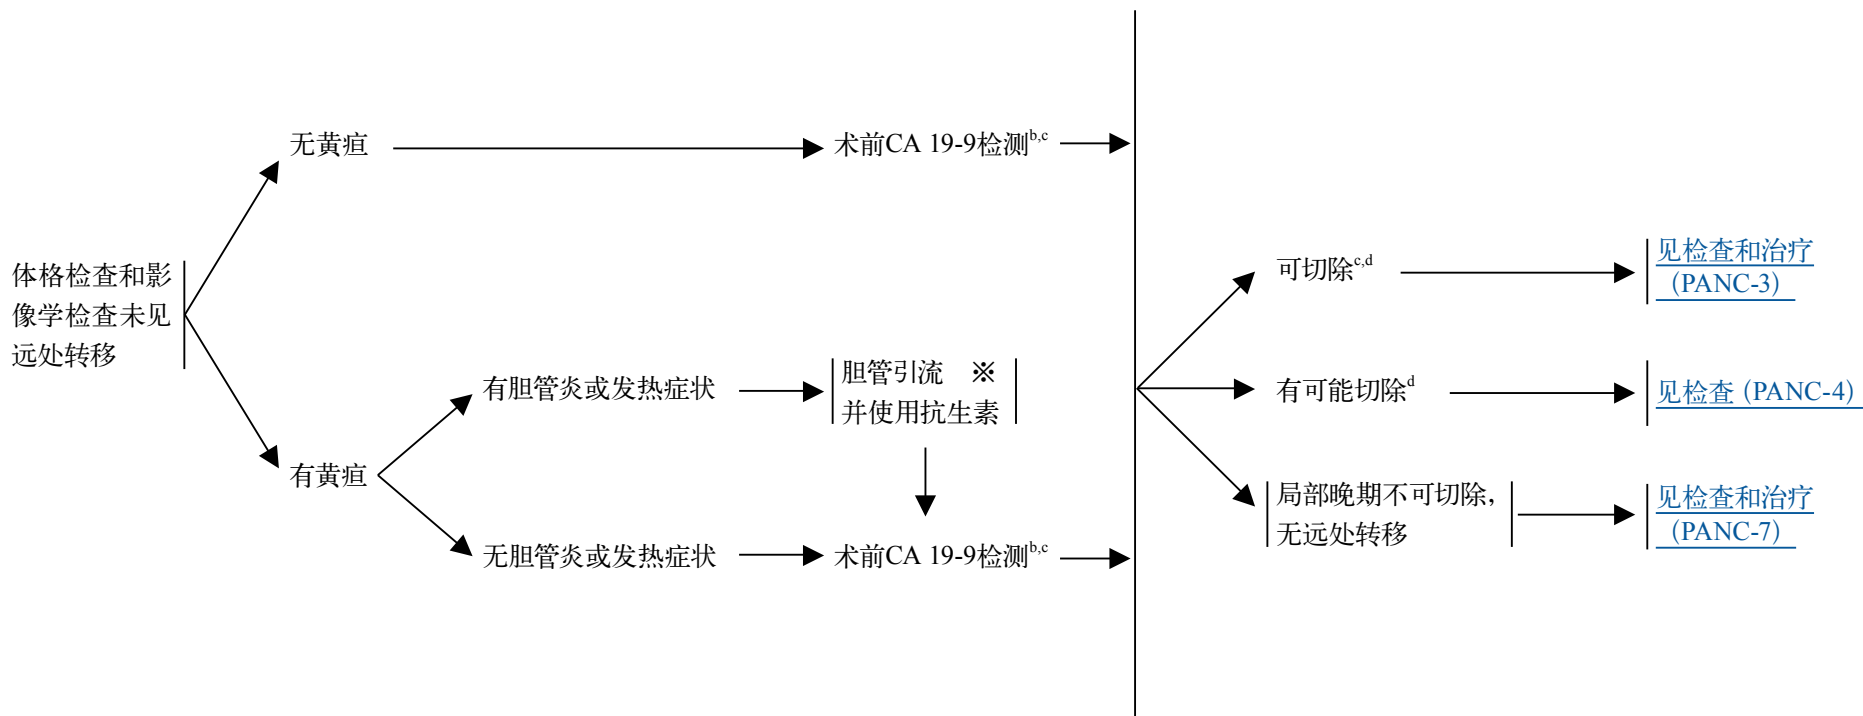 无黄疸
术前CA 19-9检测b,c
体格检查和影
像学检查未见
远处转移
可切除c,d
见检查和治疗
（PANC-3）
有胆管炎或发热症状
胆管引流 ※
并使用抗生素
有可能切除d
见检查 (PANC-4)
有黄疸
局部晚期不可切除，
无远处转移
见检查和治疗
（PANC-7）
无胆管炎或发热症状
术前CA 19-9检测b,c